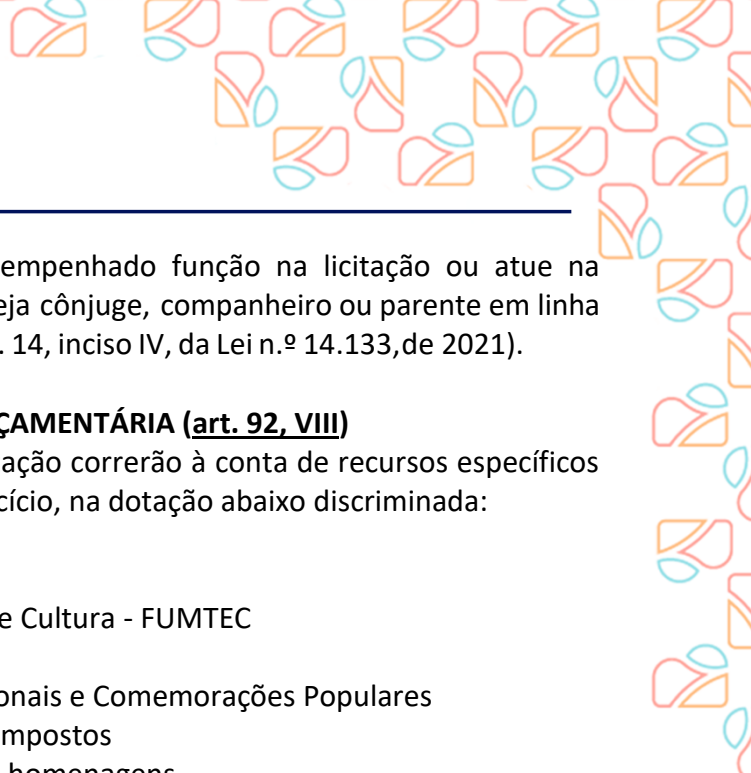 empenhado função na licitação ou atue na
eja cônjuge, companheiro ou parente em linha
. 14, inciso IV, da Lei n.º 14.133,de 2021).
ÇAMENTÁRIA (art. 92, VIII)
ação correrão à conta de recursos específicos
cício, na dotação abaixo discriminada:
e Cultura - FUMTEC
onais e Comemorações Populares
mpostos
homenagens